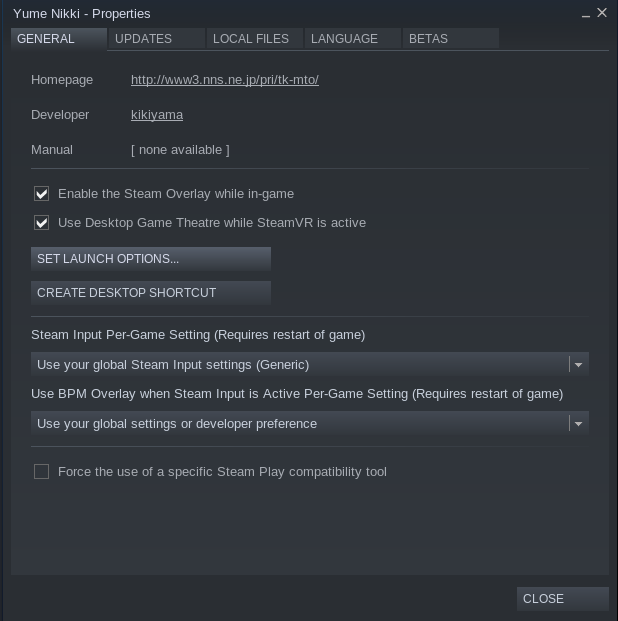 Yume Nikki - Properties
GENERAL UPDATES LOCAL FILES LANGUAGE BETAS
Homepage http://www3.nns.ne.jp/pri/tk-mto/
Developer kikiyama
Manual [ none available ]
Enable the Steam Overlay while in-game
Use Desktop Game Theatre while SteamVR is active
SET LAUNCH OPTIONS...
CREATE DESKTOP SHORTCUT
Steam Input Per-Game Setting (Requires restart of game)
Use your global Steam Input settings (Generic)
Use BPM Overlay when Steam Input is Active Per-Game Setting (Requires restart of game)
Use your global settings or developer preference
Force the use of a specific Steam Play compatibility tool
CLOSE